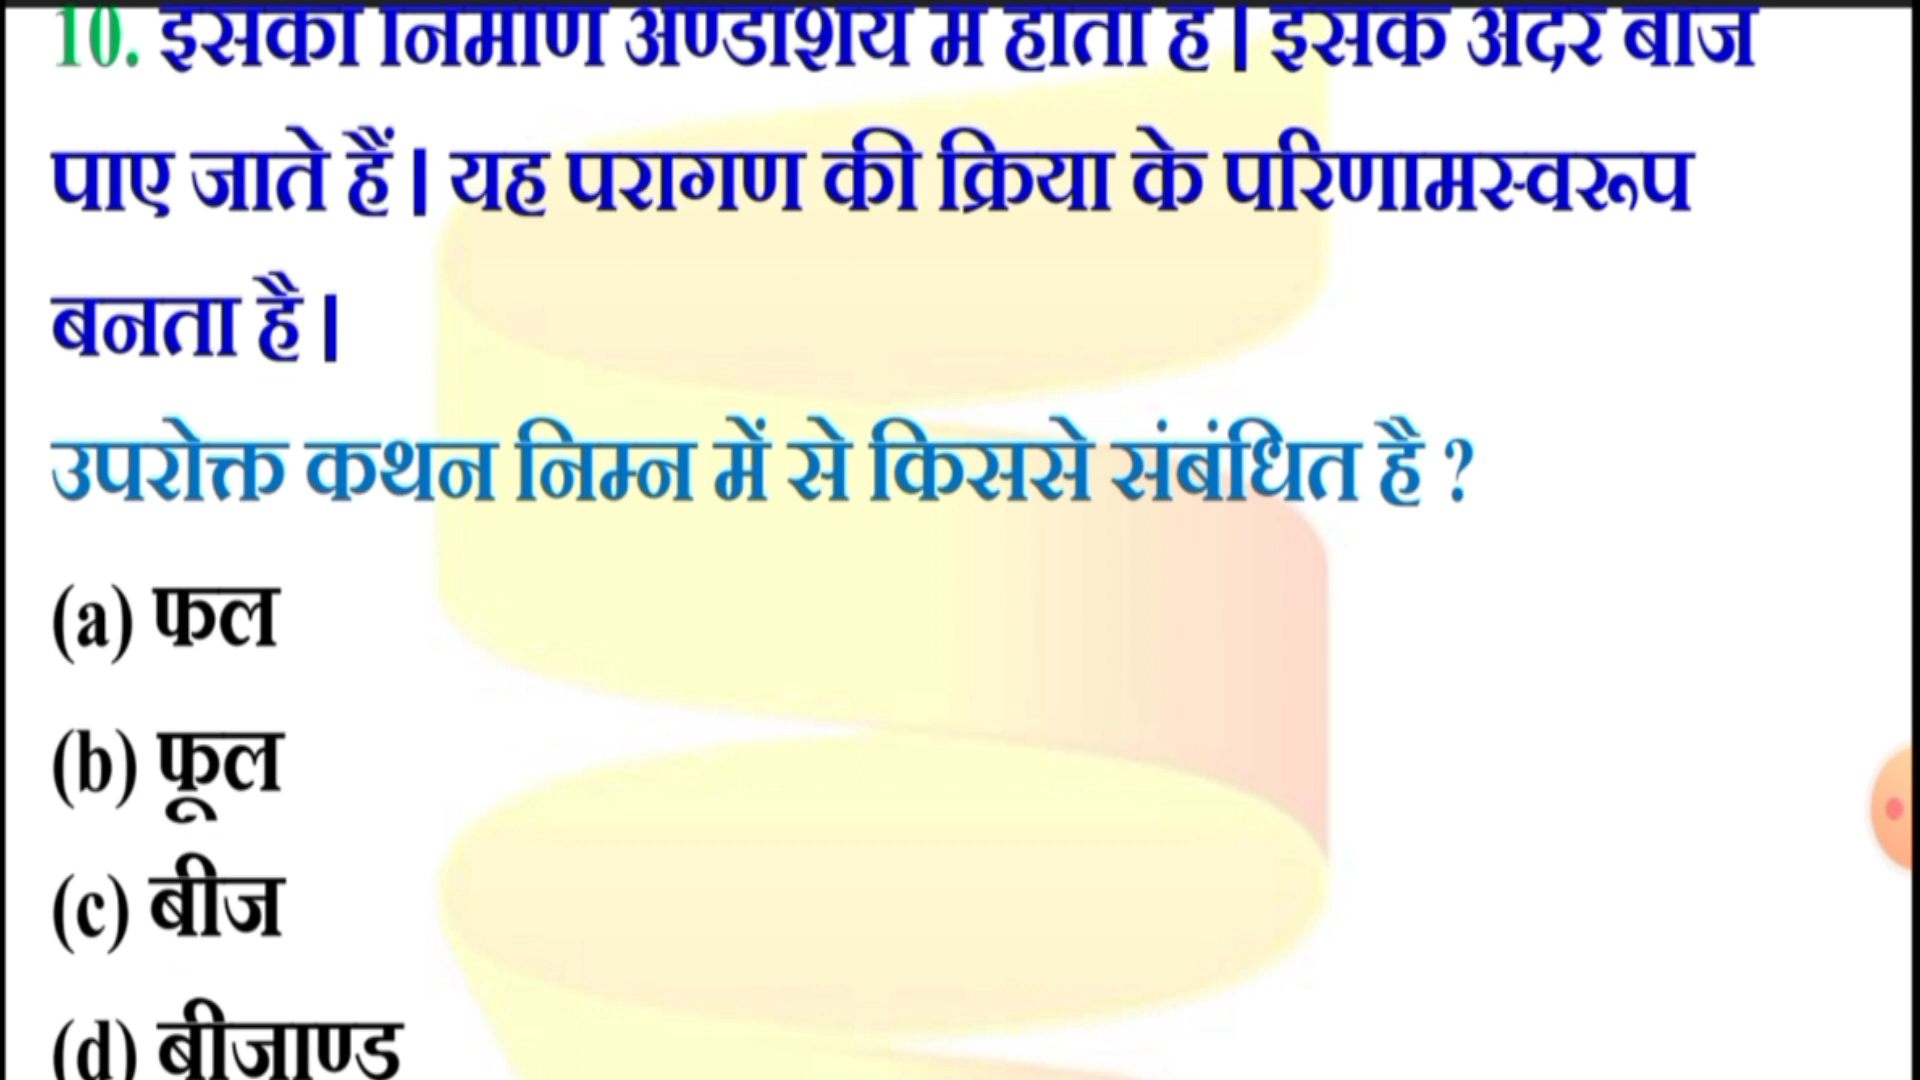 10. इसका निर्माण अण्डाशय में होता है। इसके अंदर बीज
पाए जाते हैं। यह परागण की क्रिया के परिणामस्वरूप
बनता है।
उपरोक्त कथन निम्न में से किससे संबंधित है ?
(a) फल
(b) फूल
(c) बीज
(d) बीजाण्ड